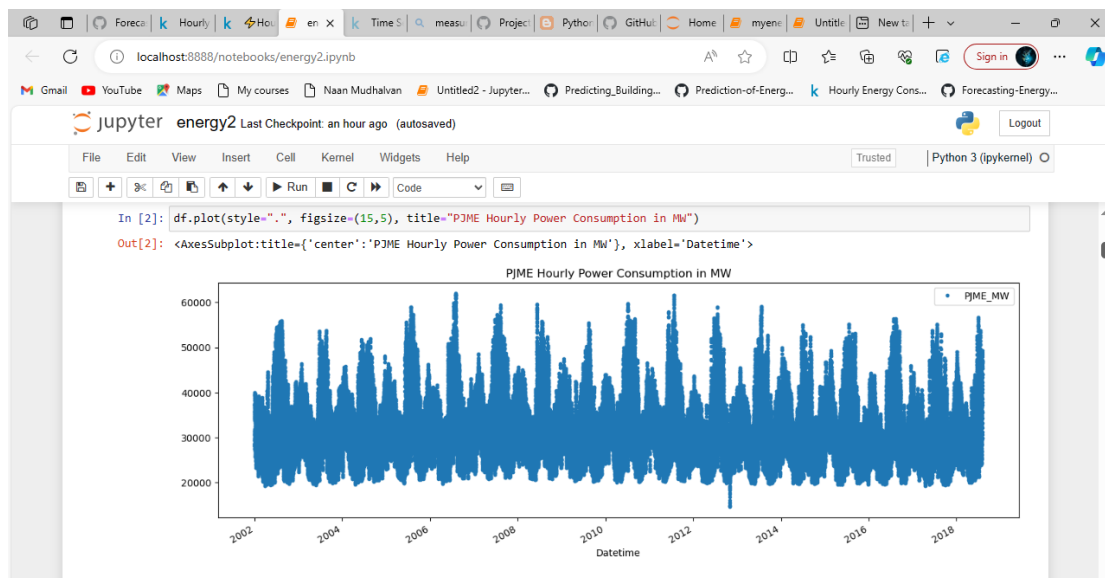 Foreca
Hourly
Hou
en
Time S
measu
Project
Pythor
GitHub
Home
myene
Untitle
New ta
localhost:8888/notebooks/energy2.ipynb
Sign in
Gmail
YouTube
Maps
My courses
Naan Mudhalvan
Untitled2 - Jupyter...
Predicting_Building...
Prediction-of-Energ...
Hourly Energy Cons...
Forecasting-Energy...
jupyter energy2 Last Checkpoint: an hour ago (autosaved)
Logout
File Edit View Insert Cell Kernel Widgets Help
Trusted
Python 3 (ipykernel)
Run
Code
In [2]: df.plot(style=".", figsize=(15,5), title="PJME Hourly Power Consumption in MW")
Out[2]: <AxesSubplot:title={'center':'PJME Hourly Power Consumption in MW'}, xlabel='Datetime'>
PJME Hourly Power Consumption in MW
PJME_MW
60000
50000
40000
30000
20000
2002 2004 2006 2008 2010 2012 2014 2016 2018
Datetime